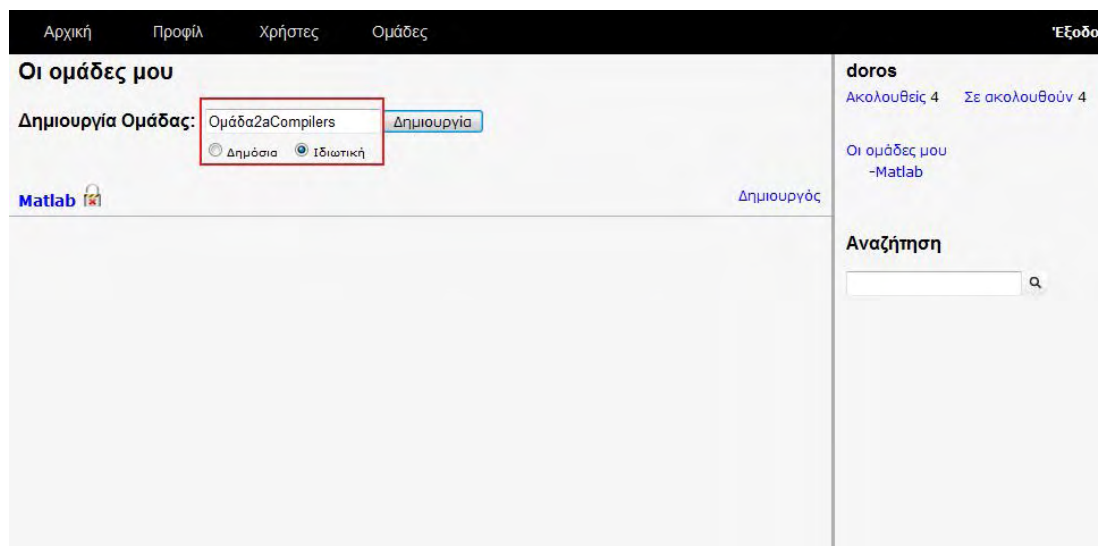 Αρχική Προφίλ Χρήστες Ομάδες Έξοδο
Οι ομάδες μου
Δημιουργία Ομάδας: Ομάδα2aCompilers Δημιουργία
Δημόσια Ιδιωτική
Matlab Δημιουργός
doros
Ακολουθείς 4 Σε ακολουθούν 4
Οι ομάδες μου
-Matlab
Αναζήτηση